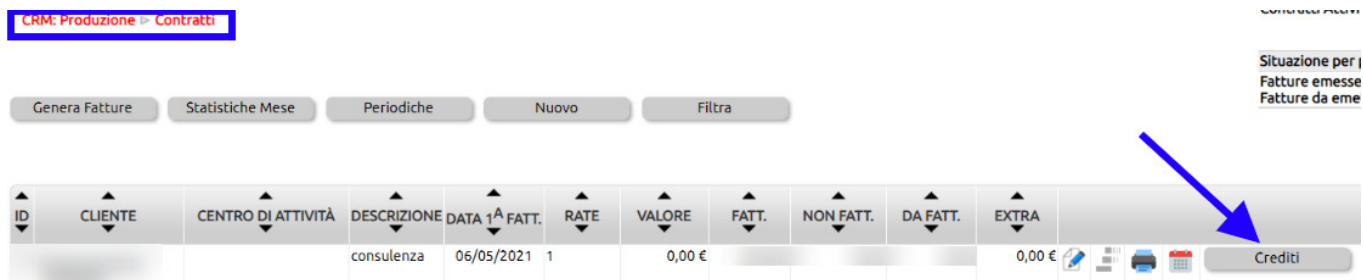 CRM: Produzione ▷ Contratti
Situazione per
Fatture emesse
Fatture da
Genera Fatture Statistiche Mese Periodiche Nuovo Filtra
ID CLIENTE CENTRO DI ATTIVITÀ DESCRIZIONE DATA 1A FATT. RATE VALORE FATT. NON FATT. DA FATT. EXTRA
consulenza 06/05/2021 1 0,00 € 0,00 € Crediti